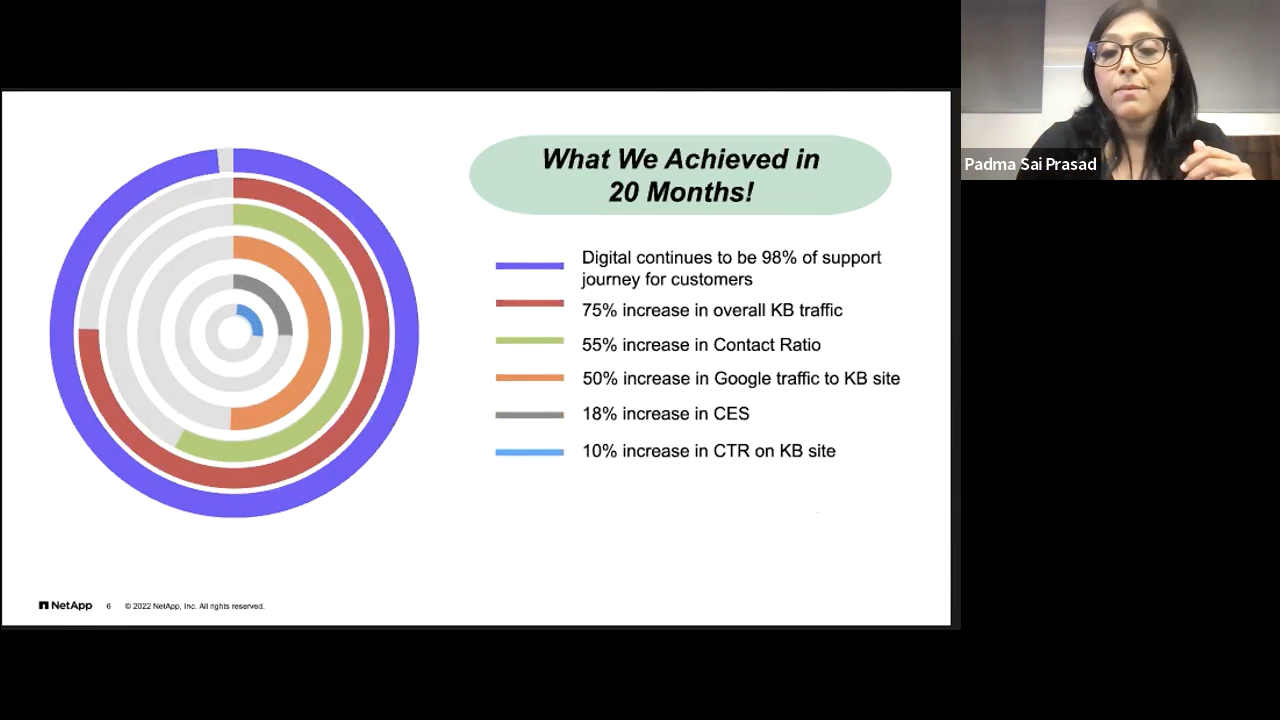 What We Achieved in
20 Months!
Digital continues to be 98% of support
journey for customers
75% increase in overall KB traffic
55% increase in Contact Ratio
50% increase in Google traffic to KB site
18% increase in CES
10% increase in CTR on KB site
NetApp 6 © 2022 NetApp, Inc. All rights reserved.
Padma Sai Prasad